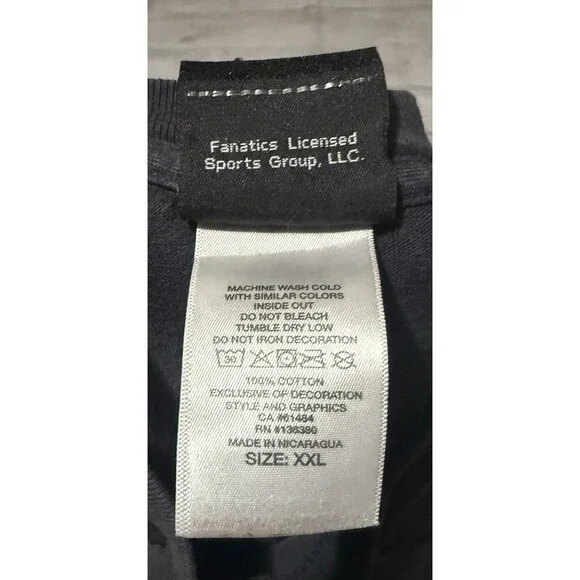 Fanatics Licensed
Sports Group, LLC.
MACHINE WASH COLD
WITH SIMILAR COLORS
INSIDE OUT
DO NOT BLEACH
TUMBLE DRY LOW
DO NOT IRON DECORATION
30
100% COTTON
EXCLUSIVE OF DECORATION
STYLE AND GRAPHICS
CA #61484
RN #136380
MADE IN NICARAGUA
SIZE: XXL